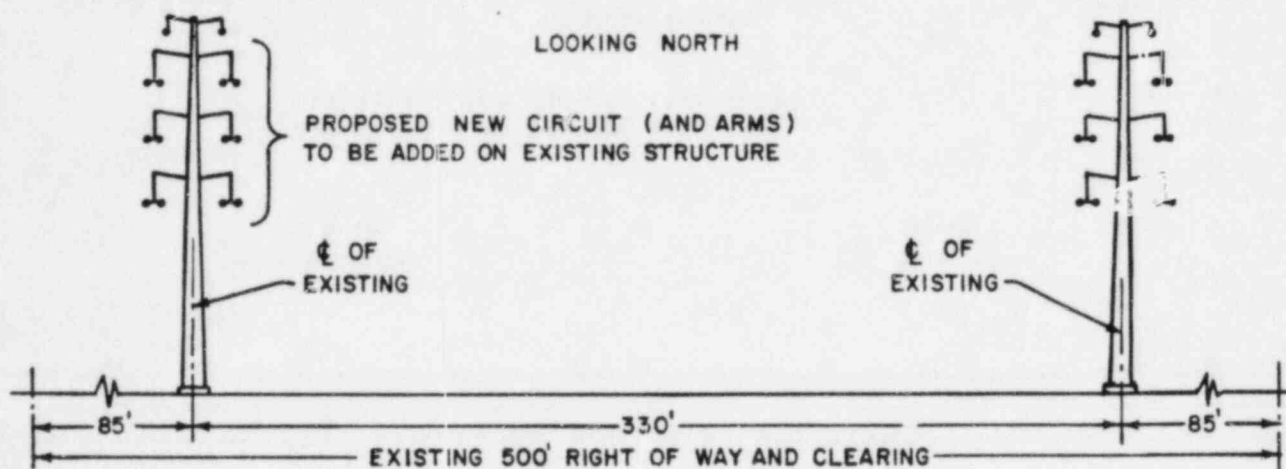 LOOKING NORTH
PROPOSED NEW CIRCUIT (AND ARMS)
TO BE ADDED ON EXISTING STRUCTURE
℄ OF
EXISTING
℄ OF
EXISTING
85'
330'
85'
EXISTING 500' RIGHT OF WAY AND CLEARING